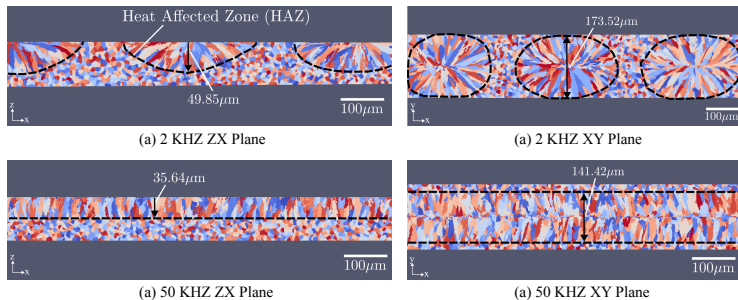 Heat Affected Zone (HAZ)
49.85μm
100μm
z
x
(a) 2 KHZ ZX Plane
173.52μm
100μm
y
x
(a) 2 KHZ XY Plane
35.64μm
100μm
z
x
(a) 50 KHZ ZX Plane
141.42μm
100μm
y
x
(a) 50 KHZ XY Plane